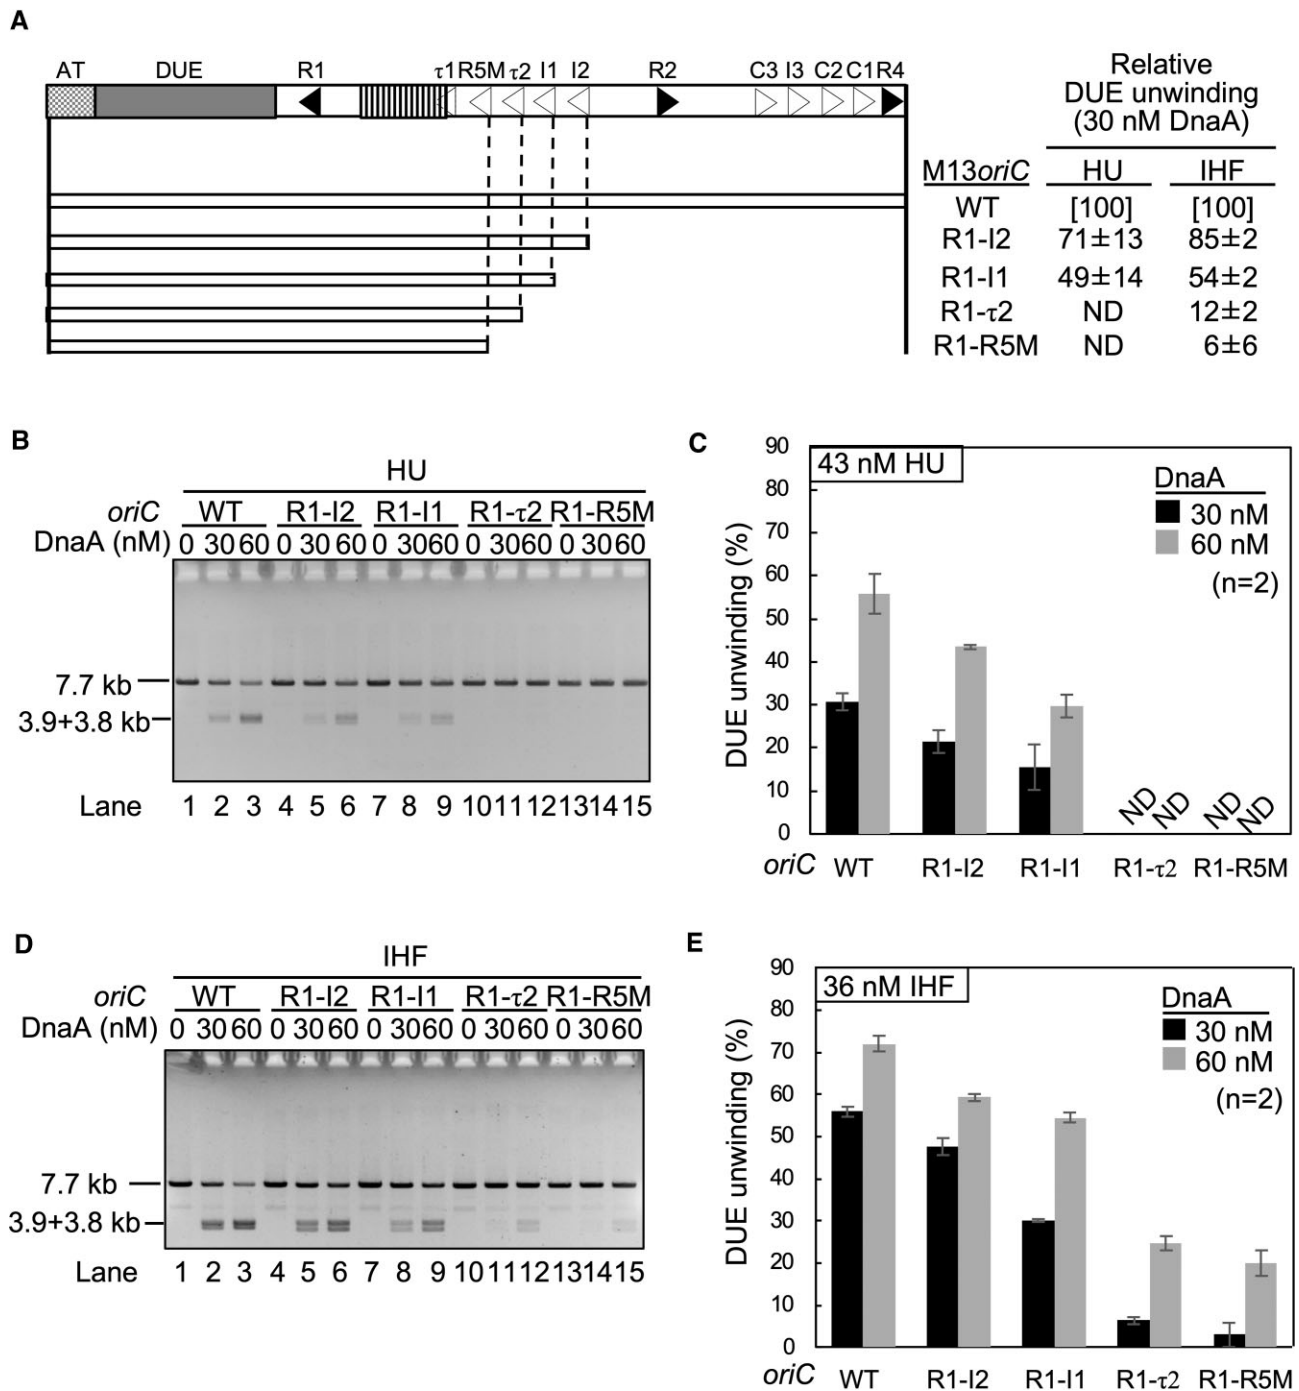 A
AT DUE R1 τ1 R5M τ2 I1 I2 R2 C3 I3 C2 C1 R4
Relative
DUE unwinding
(30 nM DnaA)
M13oriC HU IHF
WT [100] [100]
R1-I2 71±13 85±2
R1-I1 49±14 54±2
R1-τ2 ND 12±2
R1-R5M ND 6±6
B
HU
oriC WT R1-I2 R1-I1 R1-τ2 R1-R5M
DnaA (nM) 0 30 60 0 30 60 0 30 60 0 30 60 0 30 60
7.7 kb
3.9+3.8 kb
Lane 1 2 3 4 5 6 7 8 9 10 11 12 13 14 15
C
43 nM HU
DnaA
30 nM
60 nM
(n=2)
DUE unwinding (%)
90
80
70
60
50
40
30
20
10
0
ND ND ND ND
oriC WT R1-I2 R1-I1 R1-τ2 R1-R5M
D
IHF
oriC WT R1-I2 R1-I1 R1-τ2 R1-R5M
DnaA (nM) 0 30 60 0 30 60 0 30 60 0 30 60 0 30 60
7.7 kb
3.9+3.8 kb
Lane 1 2 3 4 5 6 7 8 9 10 11 12 13 14 15
E
36 nM IHF
DnaA
30 nM
60 nM
(n=2)
DUE unwinding (%)
90
80
70
60
50
40
30
20
10
0
oriC WT R1-I2 R1-I1 R1-τ2 R1-R5M